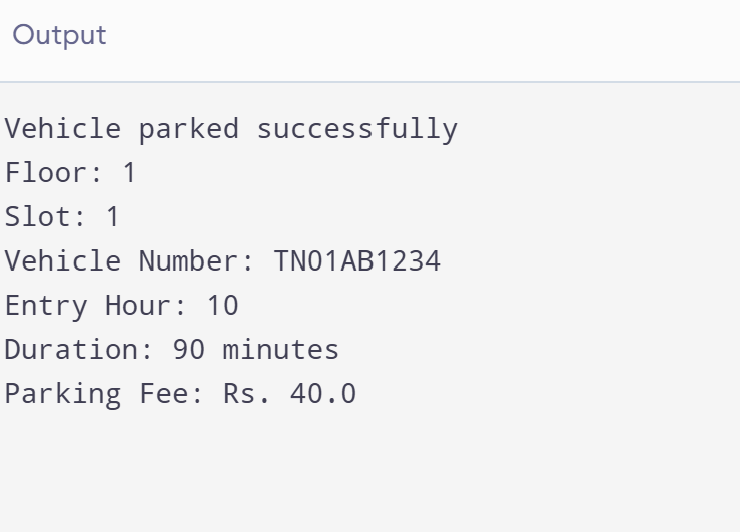 Output
Vehicle parked successfully
Floor: 1
Slot: 1
Vehicle Number: TN01AB1234
Entry Hour: 10
Duration: 90 minutes
Parking Fee: Rs. 40.0